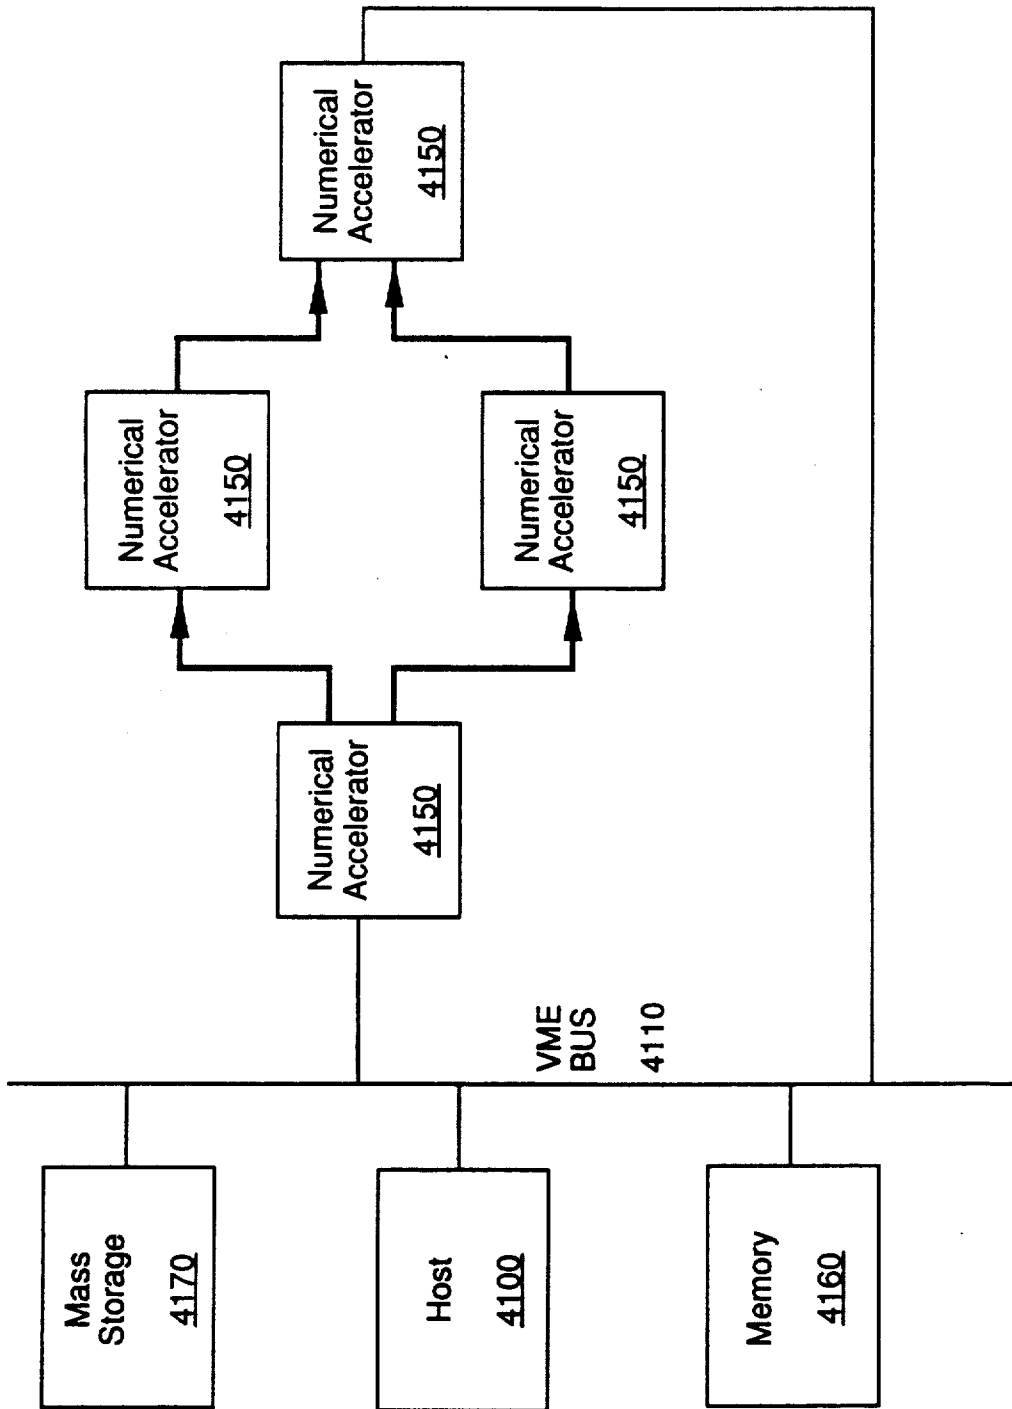 Mass
Storage
4170
Host
4100
Memory
4160
VME
BUS
4110
Numerical
Accelerator
4150
Numerical
Accelerator
4150
Numerical
Accelerator
4150
Numerical
Accelerator
4150